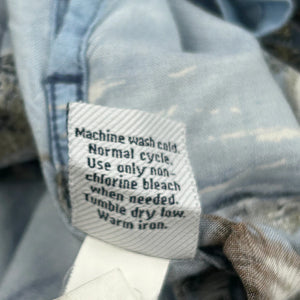 Machine wash cold.
Normal cycle.
Use only non-
chlorine bleach
when needed.
Tumble dry low.
Warm iron.